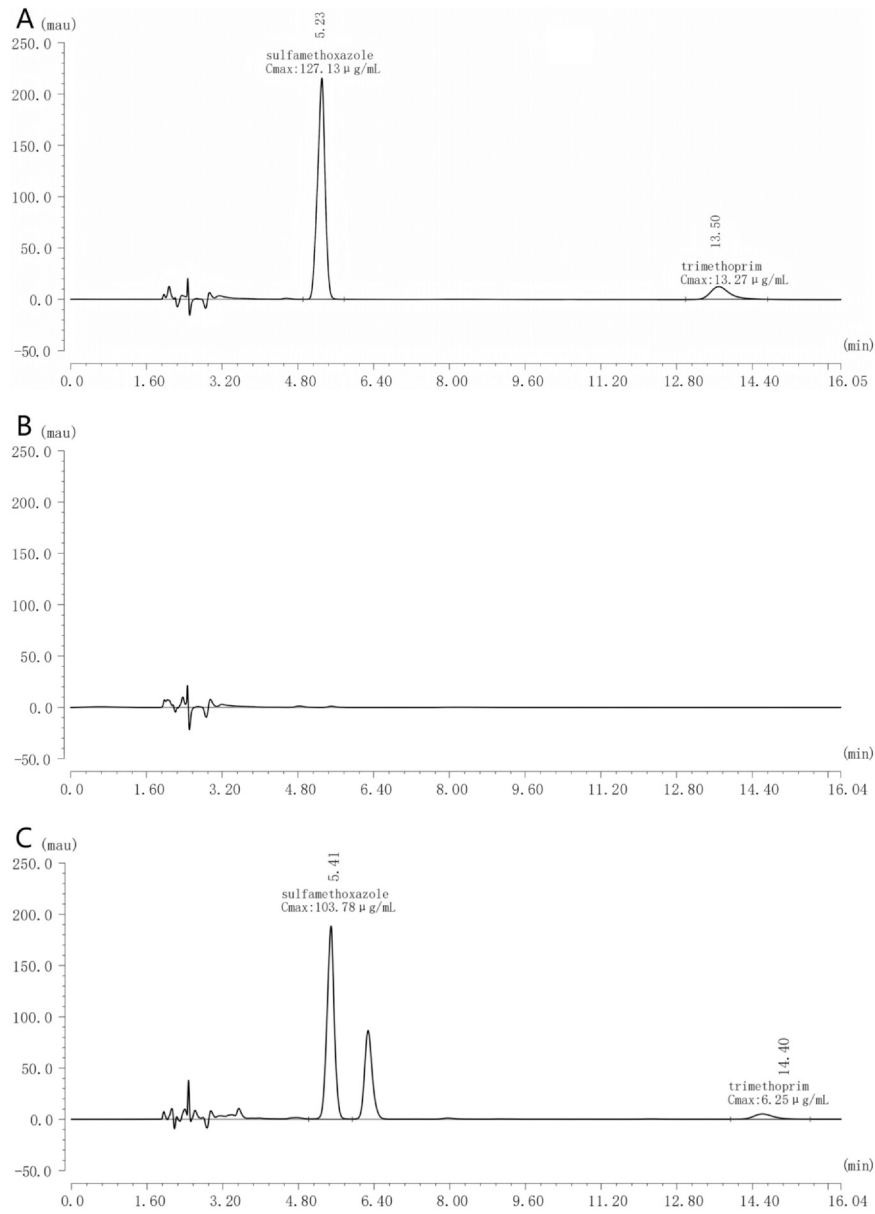 A (mau)
5.23
sulfamethoxazole
Cmax:127.13μg/mL
250.0
200.0
150.0
100.0
50.0
0.0
-50.0
13.50
trimethoprim
Cmax:13.27μg/mL
(min)
0.0 1.60 3.20 4.80 6.40 8.00 9.60 11.20 12.80 14.40 16.05
B (mau)
250.0
200.0
150.0
100.0
50.0
0.0
-50.0
(min)
0.0 1.60 3.20 4.80 6.40 8.00 9.60 11.20 12.80 14.40 16.04
C (mau)
5.41
sulfamethoxazole
Cmax:103.78μg/mL
250.0
200.0
150.0
100.0
50.0
0.0
-50.0
14.40
trimethoprim
Cmax:6.25μg/mL
(min)
0.0 1.60 3.20 4.80 6.40 8.00 9.60 11.20 12.80 14.40 16.04